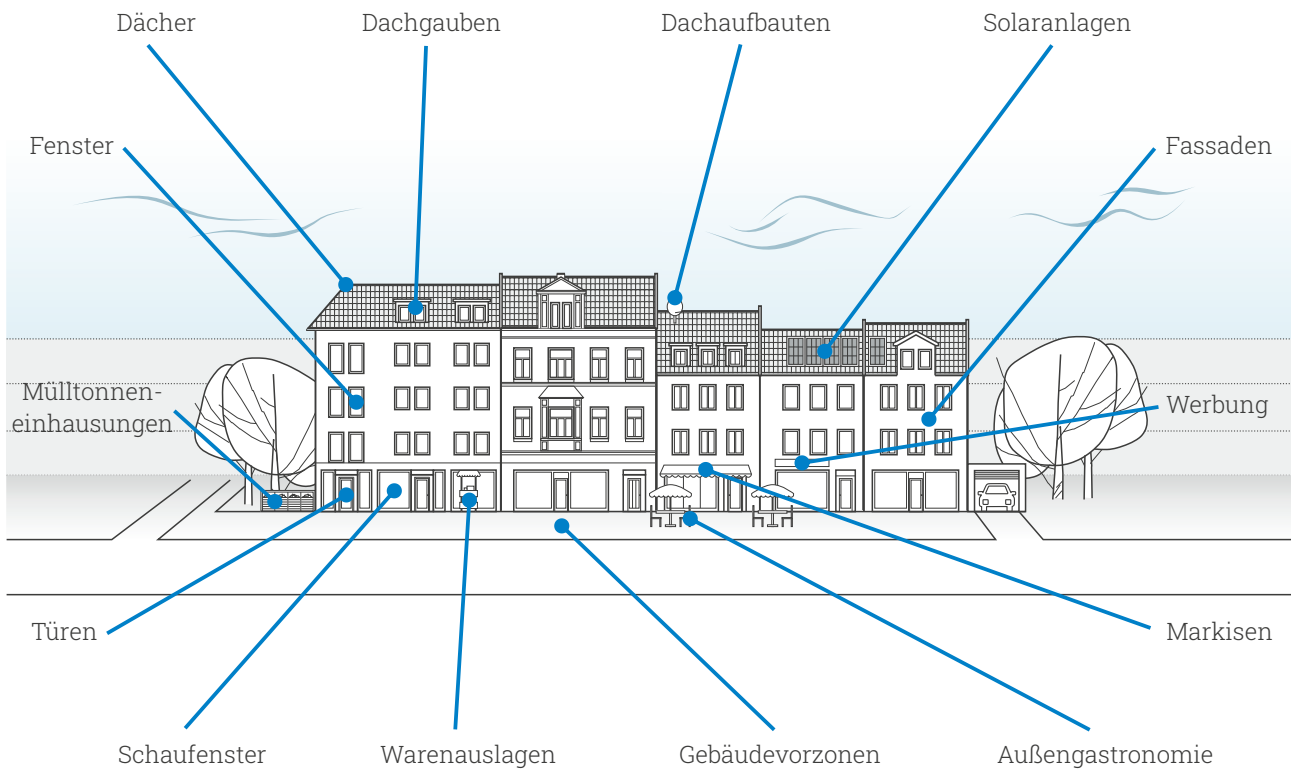 Dächer
Dachgauben
Dachaufbauten
Solaranlagen
Fenster
Fassaden
Mülltonnen-
einhausungen
Werbung
Türen
Markisen
Schaufenster
Warenauslagen
Gebäudevorzonen
Außengastronomie